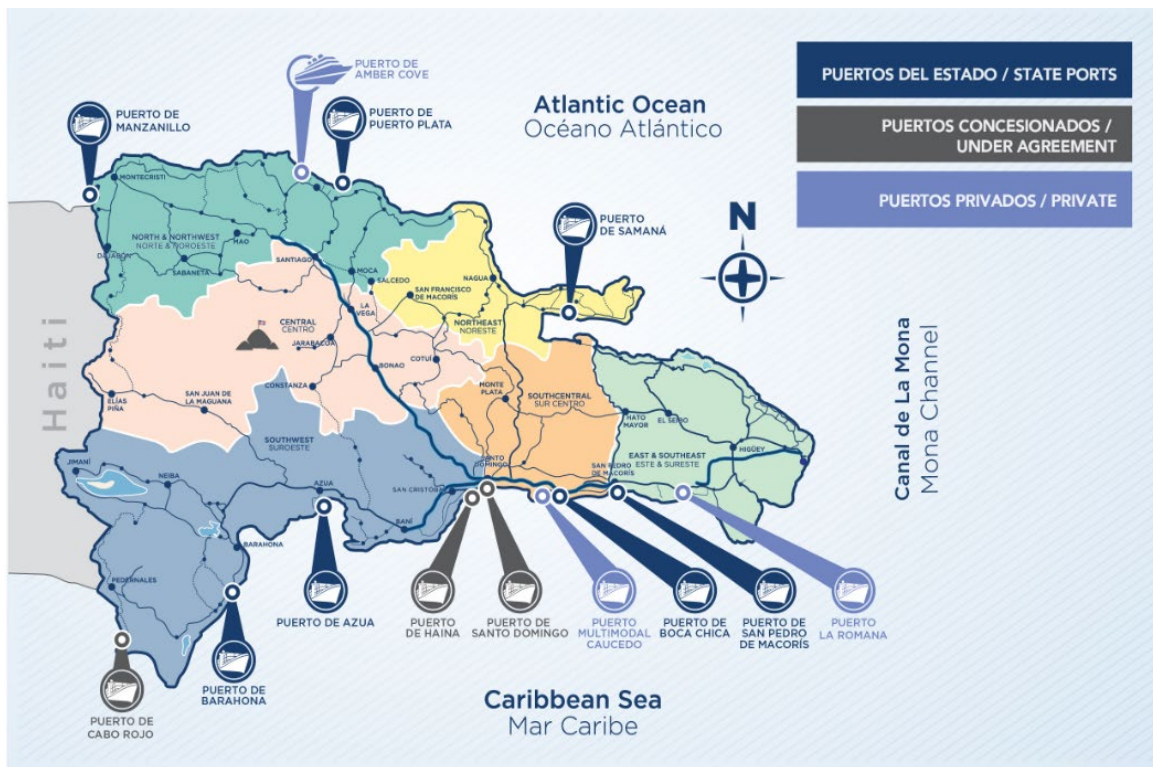 PUERTO DE
AMBER COVE
PUERTO DE
MANZANILLO
PUERTO DE
PUERTO PLATA
Atlantic Ocean
Océano Atlántico
PUERTOS DEL ESTADO / STATE PORTS
PUERTOS CONCESIONADOS /
UNDER AGREEMENT
PUERTOS PRIVADOS / PRIVATE
N
PUERTO
DE SAMANÁ
MONTECRISTI
NORTH & NORTHWEST
NORTE & NOROESTE
MAO
DAJABÓN
SABANETA
SANTIAGO
MOCA
SALCEDO
NAGUA
SAN FRANCISCO
DE MACORÍS
LA
VEGA
NORTHEAST
NORESTE
CENTRAL
CENTRO
JARABACOA
COTUÍ
BONAO
CONSTANZA
Haiti
ELÍAS
PIÑA
SAN JUAN DE
LA MAGUANA
MONTE
PLATA
SOUTHCENTRAL
SUR CENTRO
HATO
MAYOR
EL SEIBO
Canal de La Mona
Mona Channel
SOUTHWEST
SUROESTE
SANTO
DOMINGO
EAST & SOUTHEAST
ESTE & SURESTE
HIGÜEY
SAN PEDRO
DE MACORÍS
JIMANÍ
NEIBA
AZUA
SAN CRISTÓBAL
BANÍ
BARAHONA
PEDERNALES
PUERTO DE AZUA
PUERTO
DE HAINA
PUERTO DE
SANTO DOMINGO
PUERTO
MULTIMODAL
CAUCEDO
PUERTO DE
BOCA CHICA
PUERTO DE
SAN PEDRO
DE MACORÍS
PUERTO
LA ROMANA
PUERTO DE
BARAHONA
PUERTO DE
CABO ROJO
Caribbean Sea
Mar Caribe